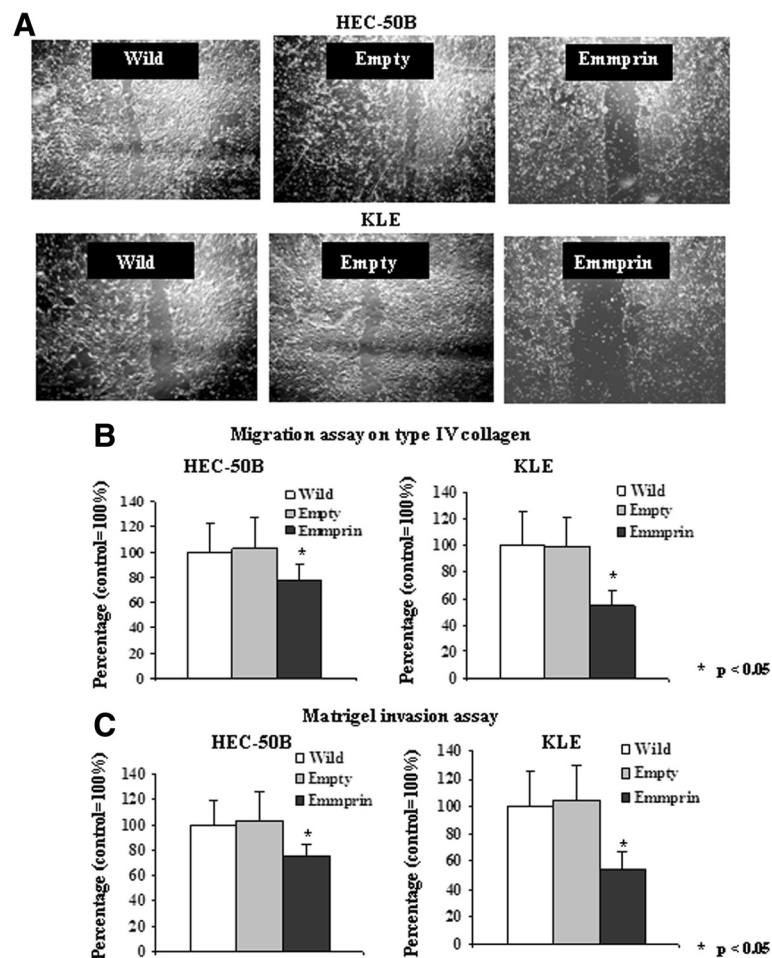 A
HEC-50B
Wild
Empty
Emmprin
KLE
Wild
Empty
Emmprin
B
Migration assay on type IV collagen
HEC-50B
KLE
Percentage (control=100%)
140
120
100
80
60
40
20
0
Wild
Empty
Emmprin
*
Percentage (control=100%)
140
120
100
80
60
40
20
0
Wild
Empty
Emmprin
*
* p < 0.05
C
Matrigel invasion assay
HEC-50B
KLE
Percentage (control=100%)
140
120
100
80
60
40
20
0
Wild
Empty
Emmprin
*
Percentage (control=100%)
140
120
100
80
60
40
20
0
Wild
Empty
Emmprin
*
* p < 0.05